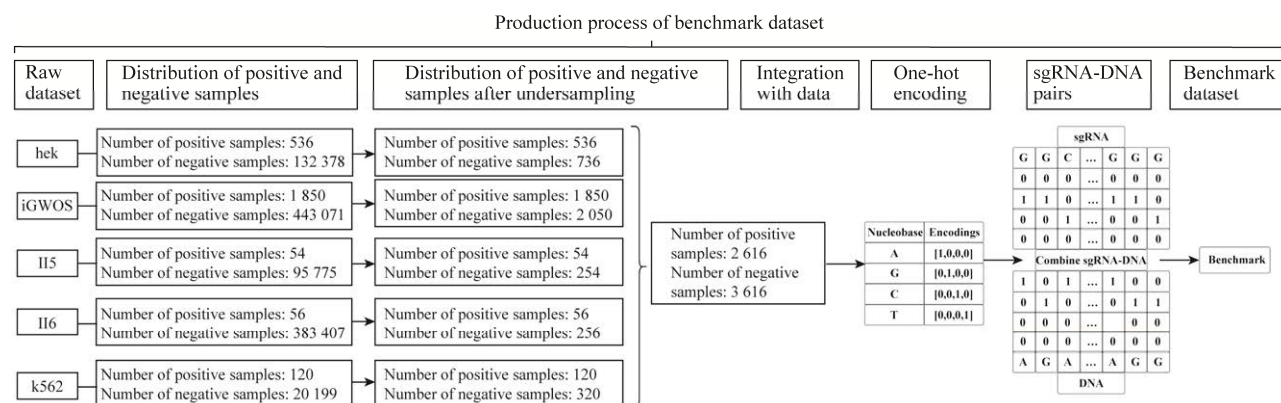 Production process of benchmark dataset
Raw
dataset
Distribution of positive and
negative samples
Distribution of positive and negative
samples after undersampling
Integration
with data
One-hot
encoding
sgRNA-DNA
pairs
Benchmark
dataset
hek
Number of positive samples: 536
Number of negative samples: 132 378
Number of positive samples: 536
Number of negative samples: 736
iGWOS
Number of positive samples: 1 850
Number of negative samples: 443 071
Number of positive samples: 1 850
Number of negative samples: 2 050
II5
Number of positive samples: 54
Number of negative samples: 95 775
Number of positive samples: 54
Number of negative samples: 254
II6
Number of positive samples: 56
Number of negative samples: 383 407
Number of positive samples: 56
Number of negative samples: 256
k562
Number of positive samples: 120
Number of negative samples: 20 199
Number of positive samples: 120
Number of negative samples: 320
Number of positive
samples: 2 616
Number of negative
samples: 3 616
Nucleobase Encodings
A [1,0,0,0]
G [0,1,0,0]
C [0,0,1,0]
T [0,0,0,1]
sgRNA
G G C ... G G G
0 0 0 ... 0 0 0
1 1 0 ... 1 1 0
0 0 1 ... 0 0 1
0 0 0 ... 0 0 0
Combine sgRNA-DNA
1 0 1 ... 1 0 0
0 1 0 ... 0 1 1
0 0 0 ... 0 0
0 0 0 ... 0 0 0
A G A ... A G G
DNA
Benchmark